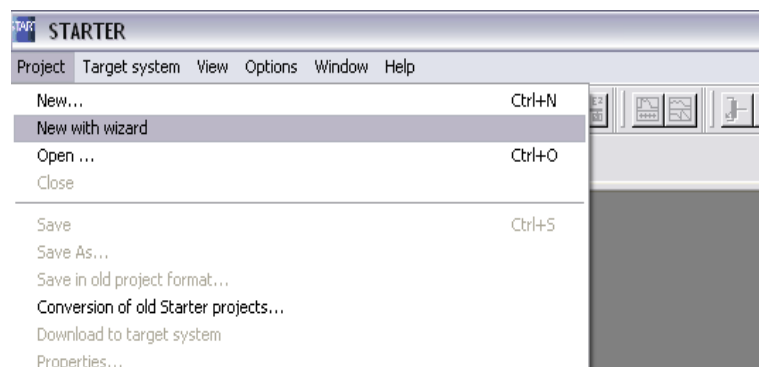 STARTER
Project Target system View Options Window Help
New... Ctrl+N
New with wizard
Open ... Ctrl+O
Close
Save Ctrl+S
Save As...
Save in old project format...
Conversion of old Starter projects...
Download to target system
Properties...